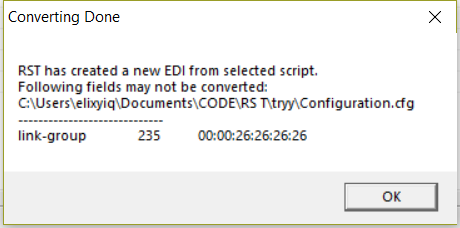 Converting Done
RST has created a new EDI from selected script.
Following fields may not be converted:
C:\Users\elixyiq\Documents\CODE\RS T\tryy\Configuration.cfg
-----------------------------
link-group 235 00:00:26:26:26:26
OK